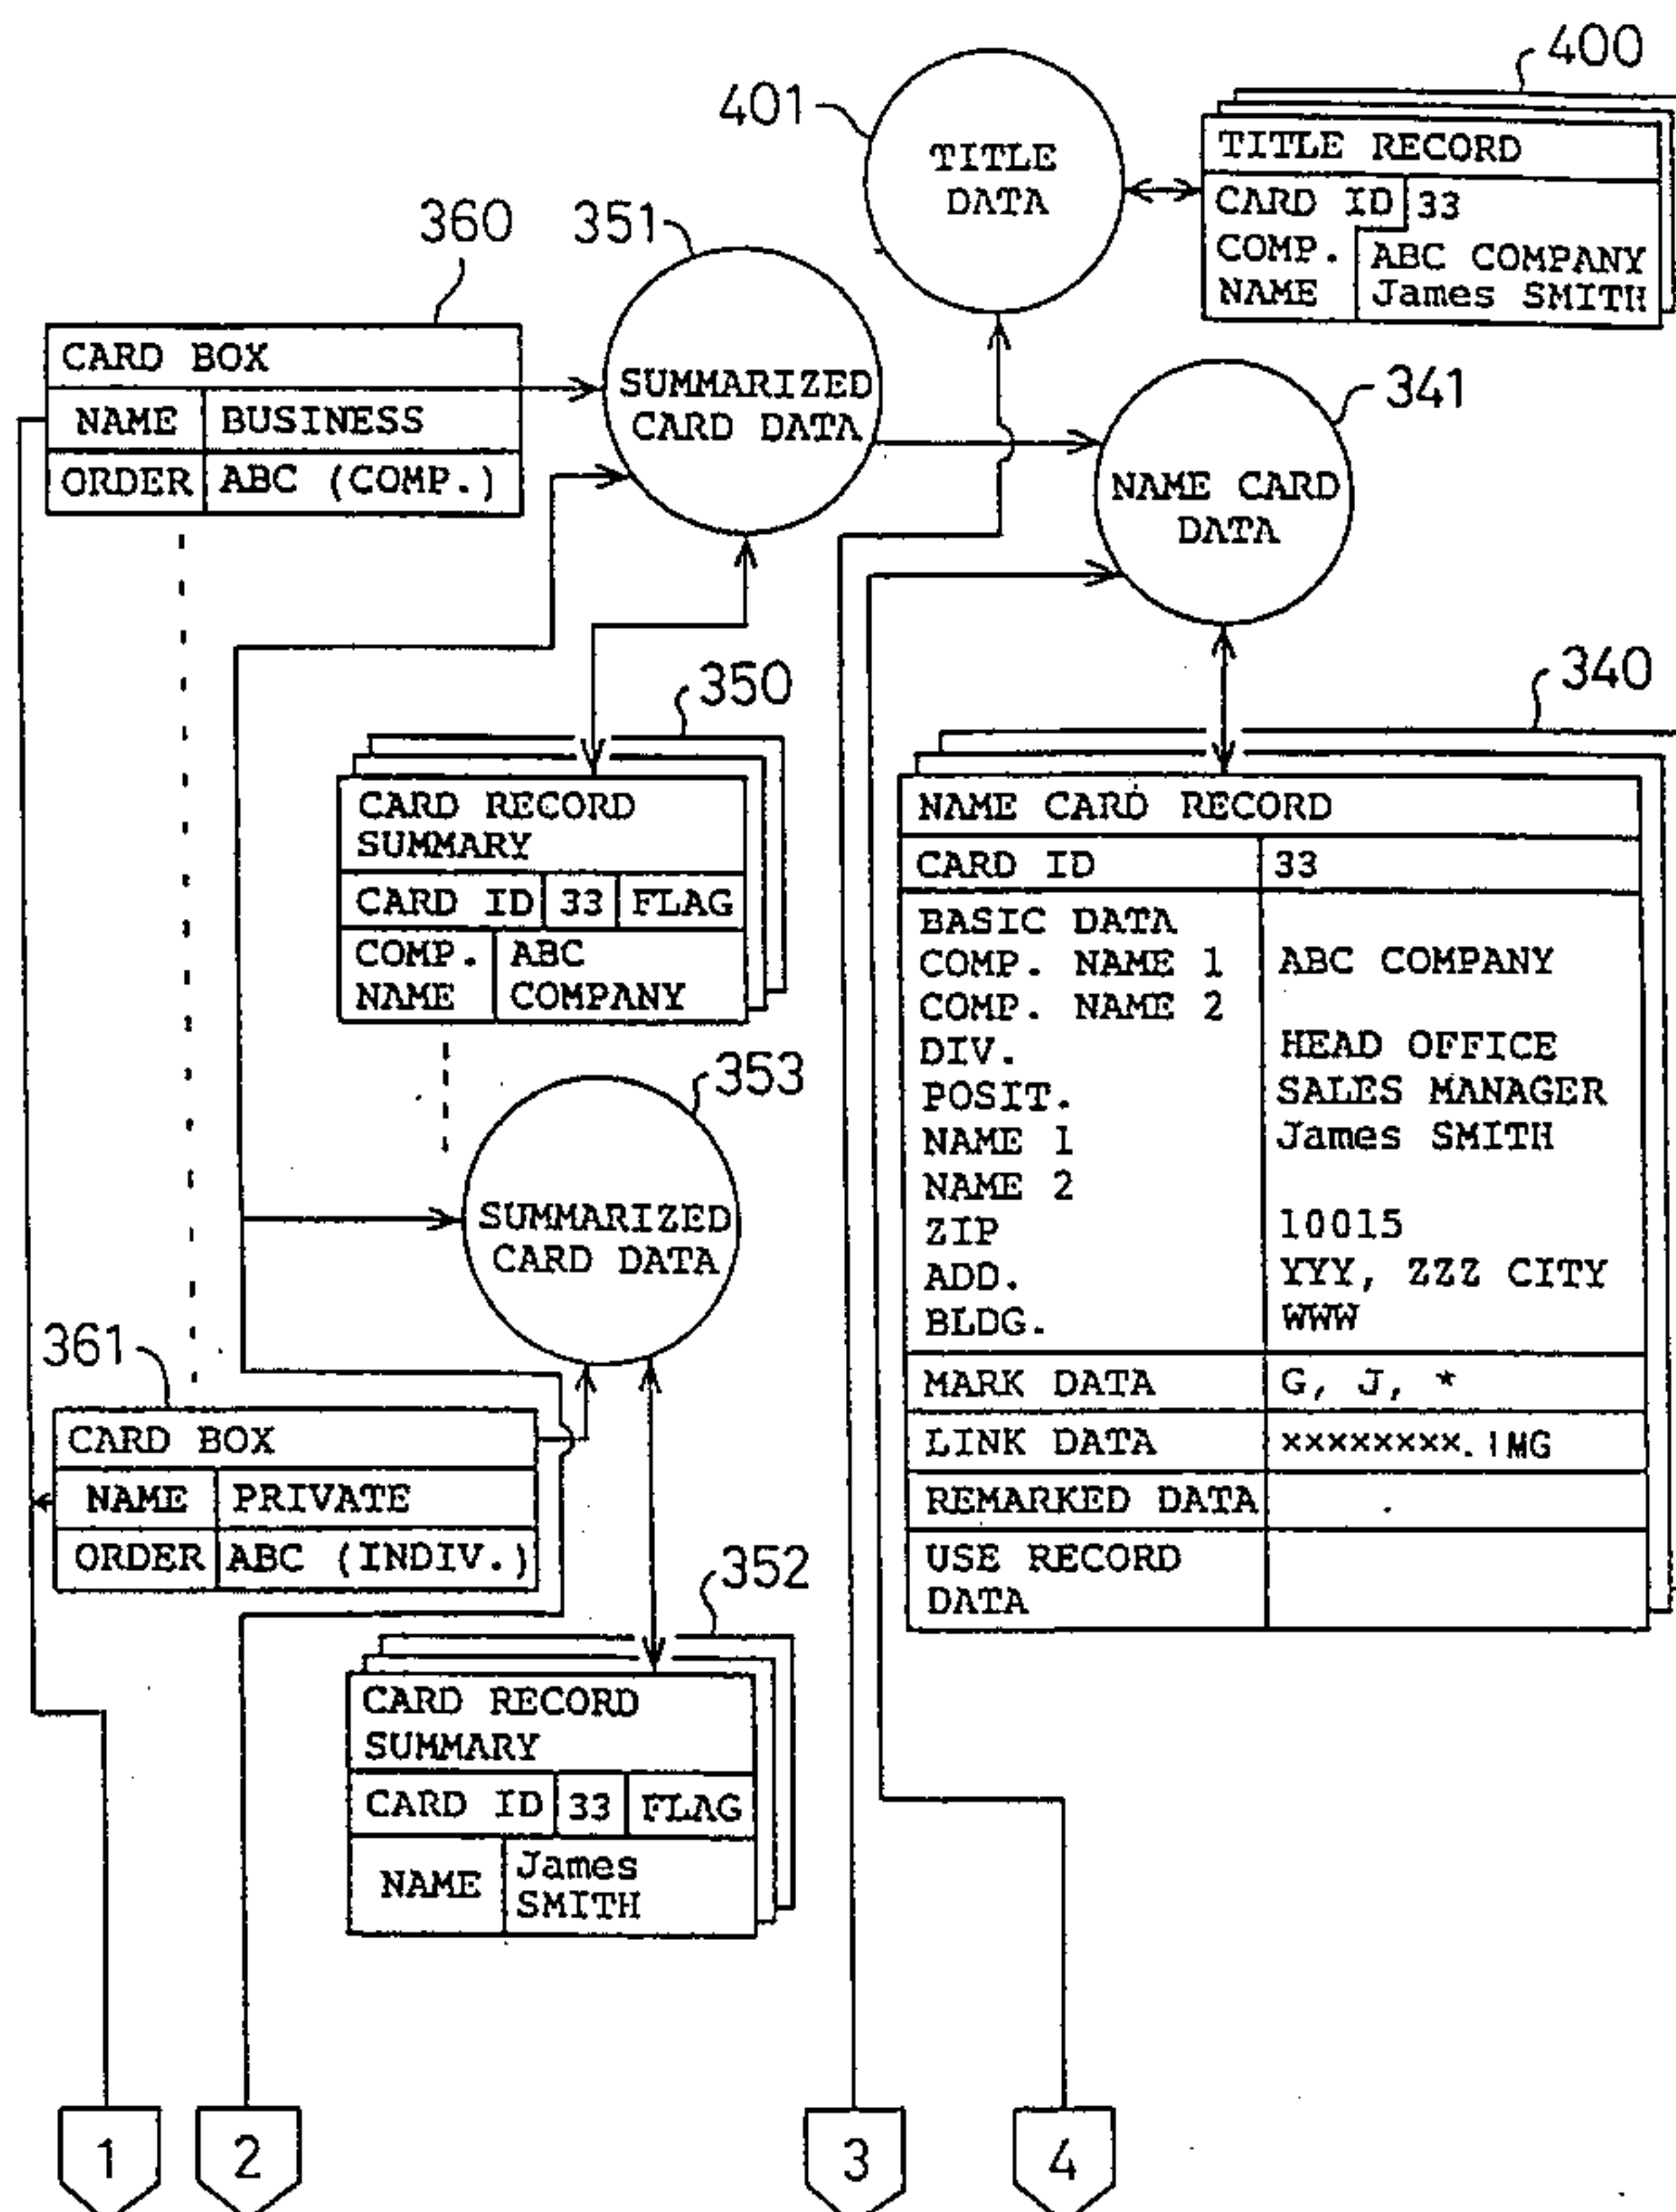 400
401
TITLE
DATA
TITLE RECORD
CARD ID 33
COMP. ABC COMPANY
NAME James SMITH
360
351
CARD BOX
NAME BUSINESS
ORDER ABC (COMP.)
SUMMARIZED
CARD DATA
341
NAME CARD
DATA
350
CARD RECORD
SUMMARY
CARD ID 33 FLAG
COMP. ABC
NAME COMPANY
340
NAME CARD RECORD
CARD ID 33
BASIC DATA
COMP. NAME 1 ABC COMPANY
COMP. NAME 2
DIV. HEAD OFFICE
POSIT. SALES MANAGER
NAME 1 James SMITH
NAME 2
ZIP 10015
ADD. YYY, ZZZ CITY
BLDG. WWW
MARK DATA G, J, *
LINK DATA ××××××××.IMG
REMARKED DATA
USE RECORD
DATA
353
SUMMARIZED
CARD DATA
361
CARD BOX
NAME PRIVATE
ORDER ABC (INDIV.)
352
CARD RECORD
SUMMARY
CARD ID 33 FLAG
NAME James
SMITH
1
2
3
4